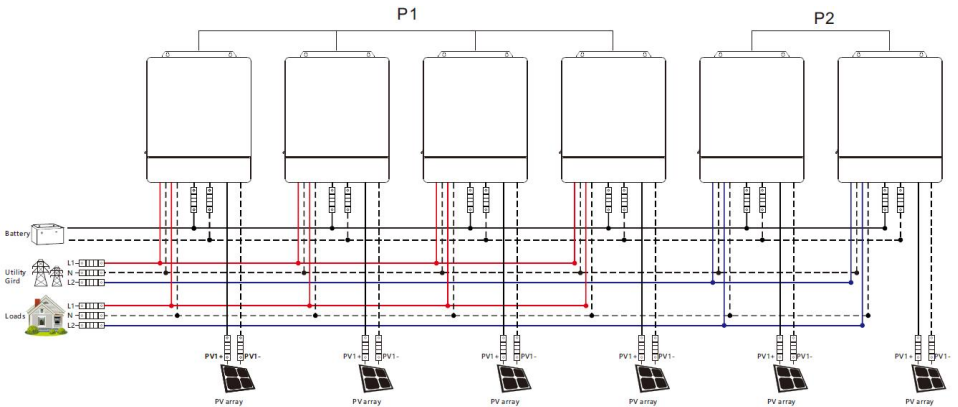 P1
P2
Battery
Utility
Gird
L1
N
L2
Loads
L1
N
L2
PV1+ PV1-
PV1+ PV1-
PV1+ PV1-
PV1+ PV1-
PV1+ PV1-
PV1+ PV1-
PV array
PV array
PV array
PV array
PV array
PV array